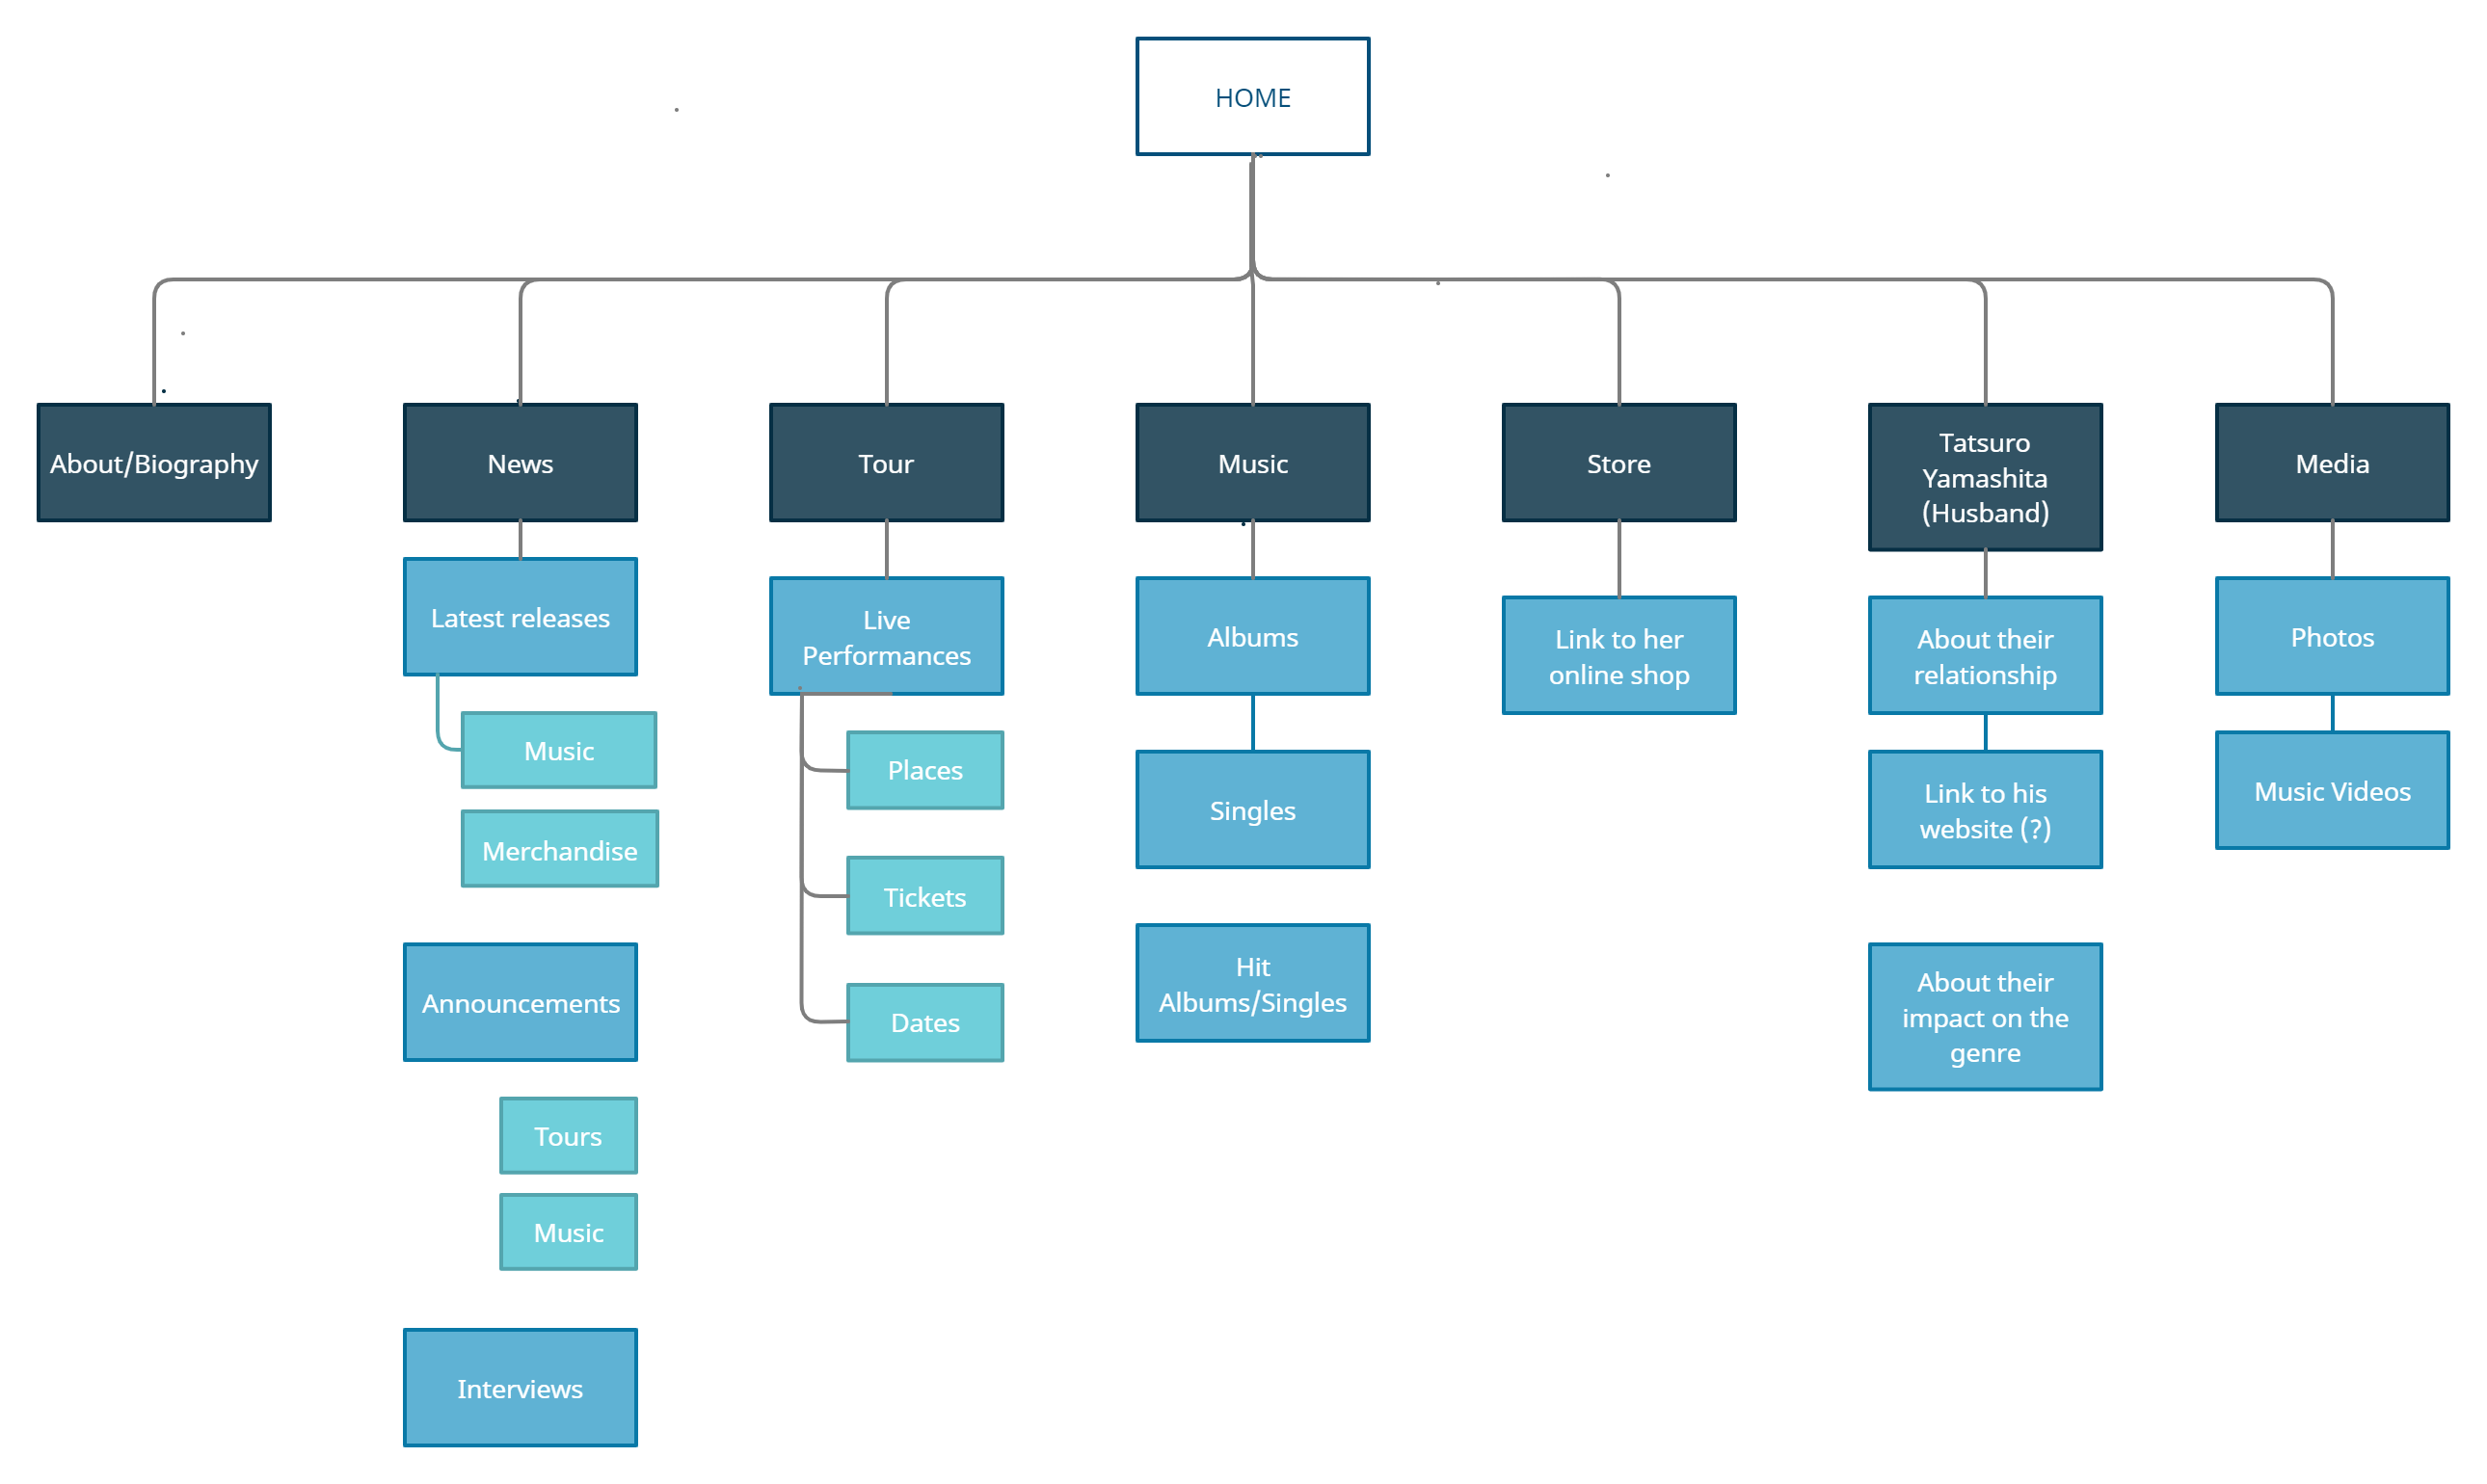 HOME
About/Biography
News
Latest releases
Music
Merchandise
Announcements
Tours
Music
Interviews
Tour
Live
Performances
Places
Tickets
Dates
Music
Albums
Singles
Hit
Albums/Singles
Store
Link to her
online shop
Tatsuro
Yamashita
(Husband)
About their
relationship
Link to his
website (?)
About their
impact on the
genre
Media
Photos
Music Videos